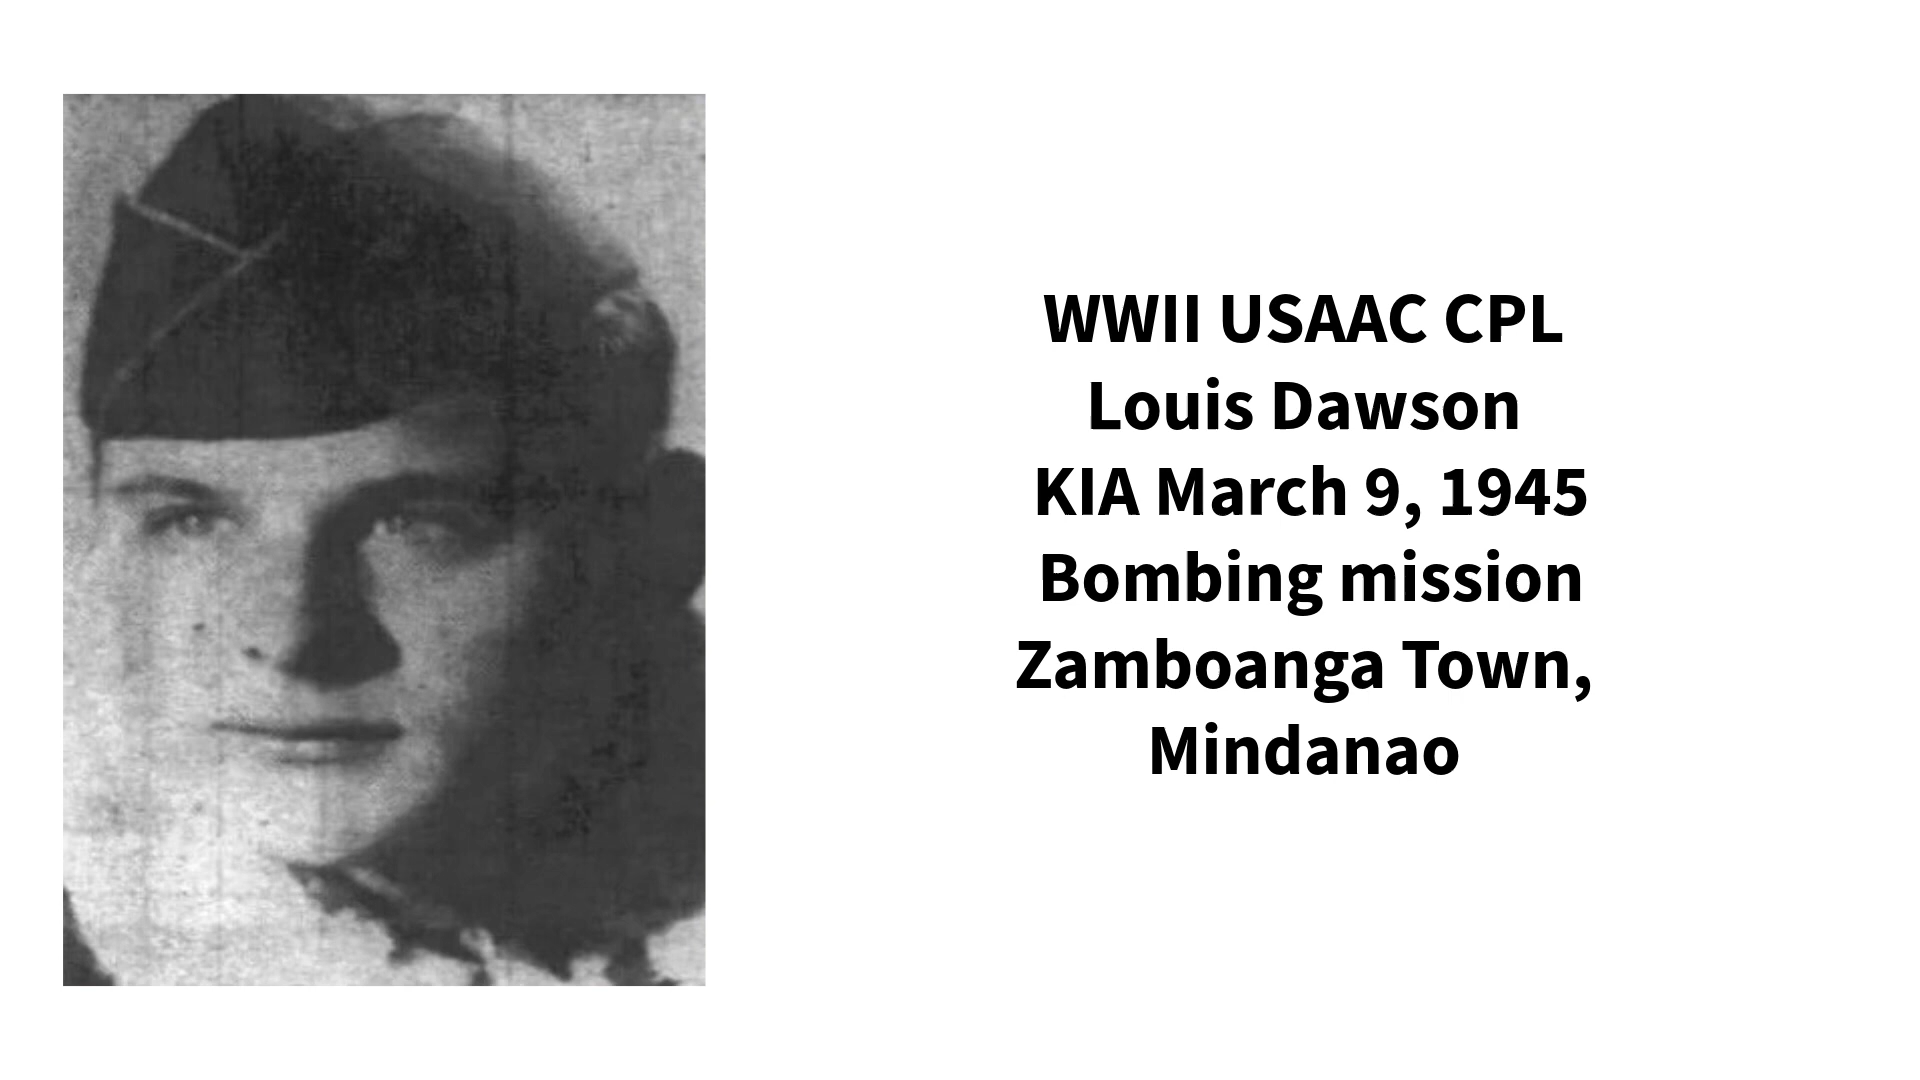 WWII USAAC CPL
Louis Dawson
KIA March 9, 1945
Bombing mission
Zamboanga Town,
Mindanao